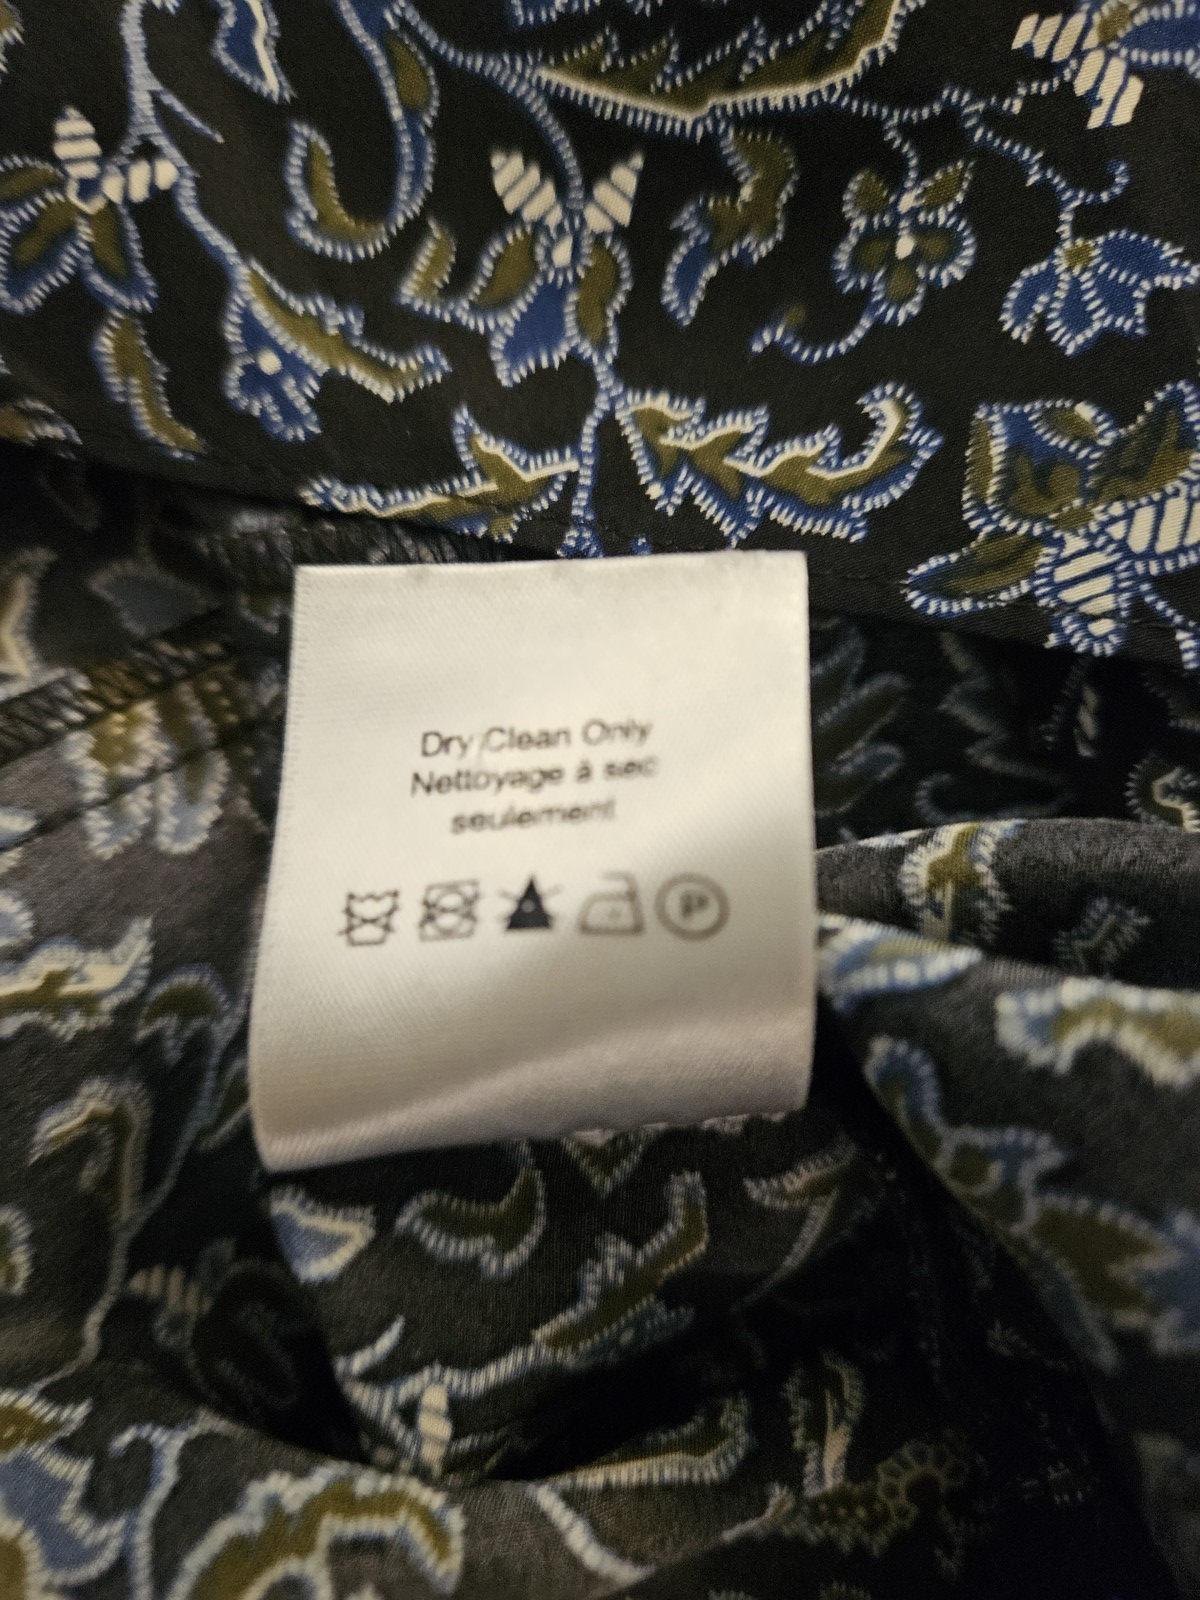 Dry Clean Only
Nettoyage à sec
seulement
P